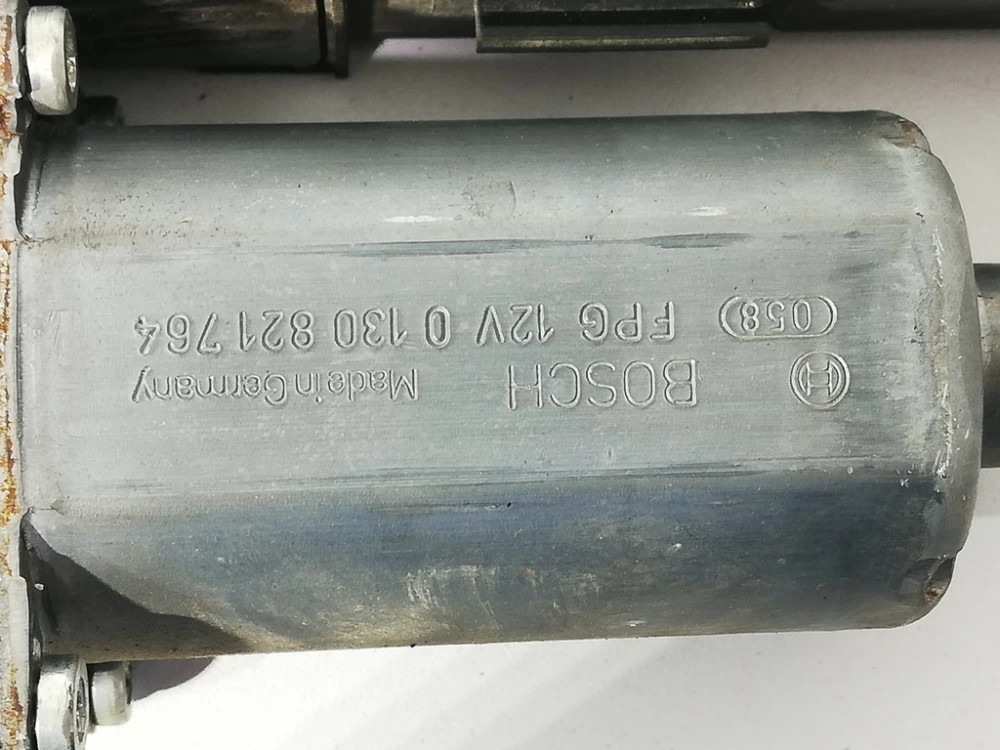 BOSCH Made in Germany
058 FPG 12V 0 130 821 764